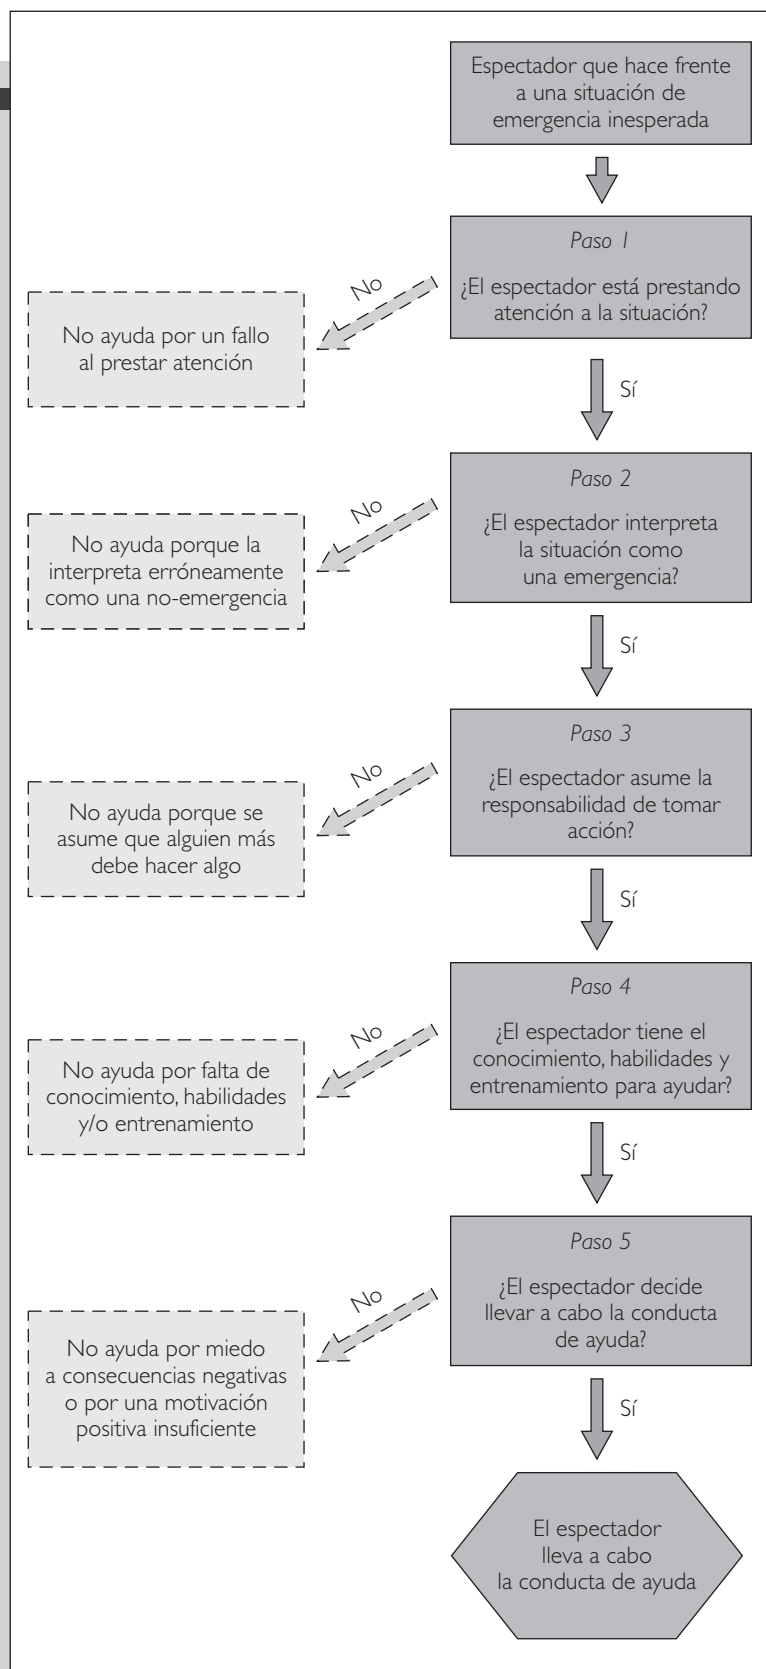 Espectador que hace frente
a una situación de
emergencia inesperada
Paso 1
¿El espectador está prestando
atención a la situación?
No
No ayuda por un fallo
al prestar atención
Sí
Paso 2
¿El espectador interpreta
la situación como
una emergencia?
No
No ayuda porque la
interpreta erróneamente
como una no-emergencia
Sí
Paso 3
¿El espectador asume la
responsabilidad de tomar
acción?
No
No ayuda porque se
asume que alguien más
debe hacer algo
Sí
Paso 4
¿El espectador tiene el
conocimiento, habilidades y
entrenamiento para ayudar?
No
No ayuda por falta de
conocimiento, habilidades
y/o entrenamiento
Sí
Paso 5
¿El espectador decide
llevar a cabo la conducta
de ayuda?
No
No ayuda por miedo
a consecuencias negativas
o por una motivación
positiva insuficiente
Sí
El espectador
lleva a cabo
la conducta de ayuda